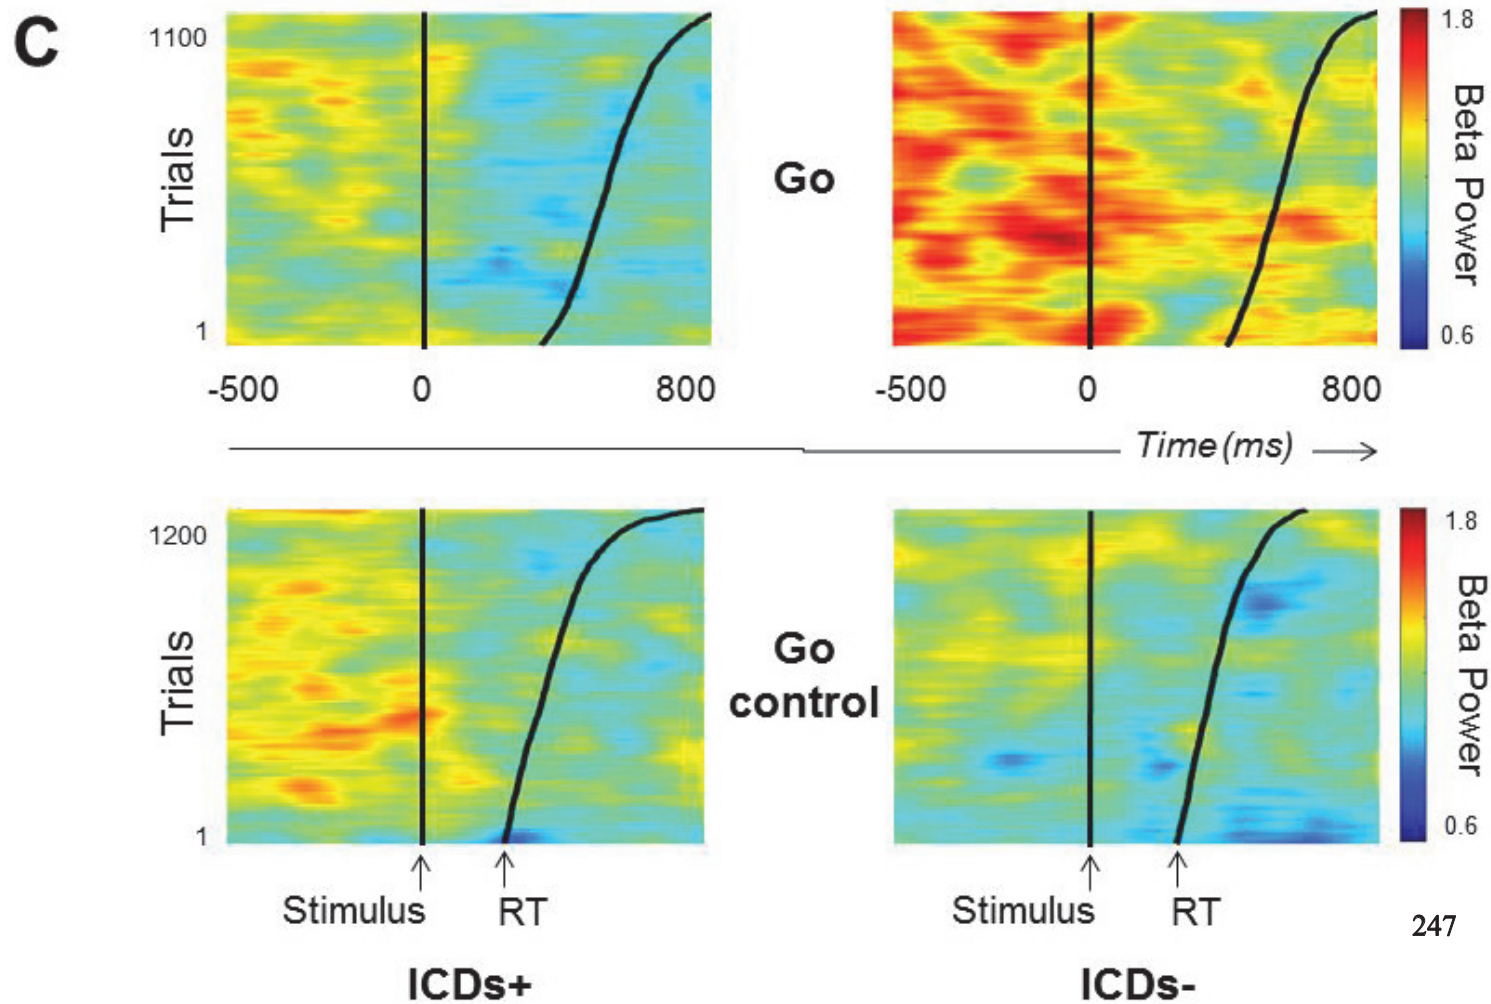 C
1100
Trials
1
-500 0 800
Go
-500 0 800
1.8
Beta Power
0.6
Time (ms)
1200
Trials
1
Go
control
1.8
Beta Power
0.6
Stimulus RT
Stimulus RT
247
ICDs+
ICDs-